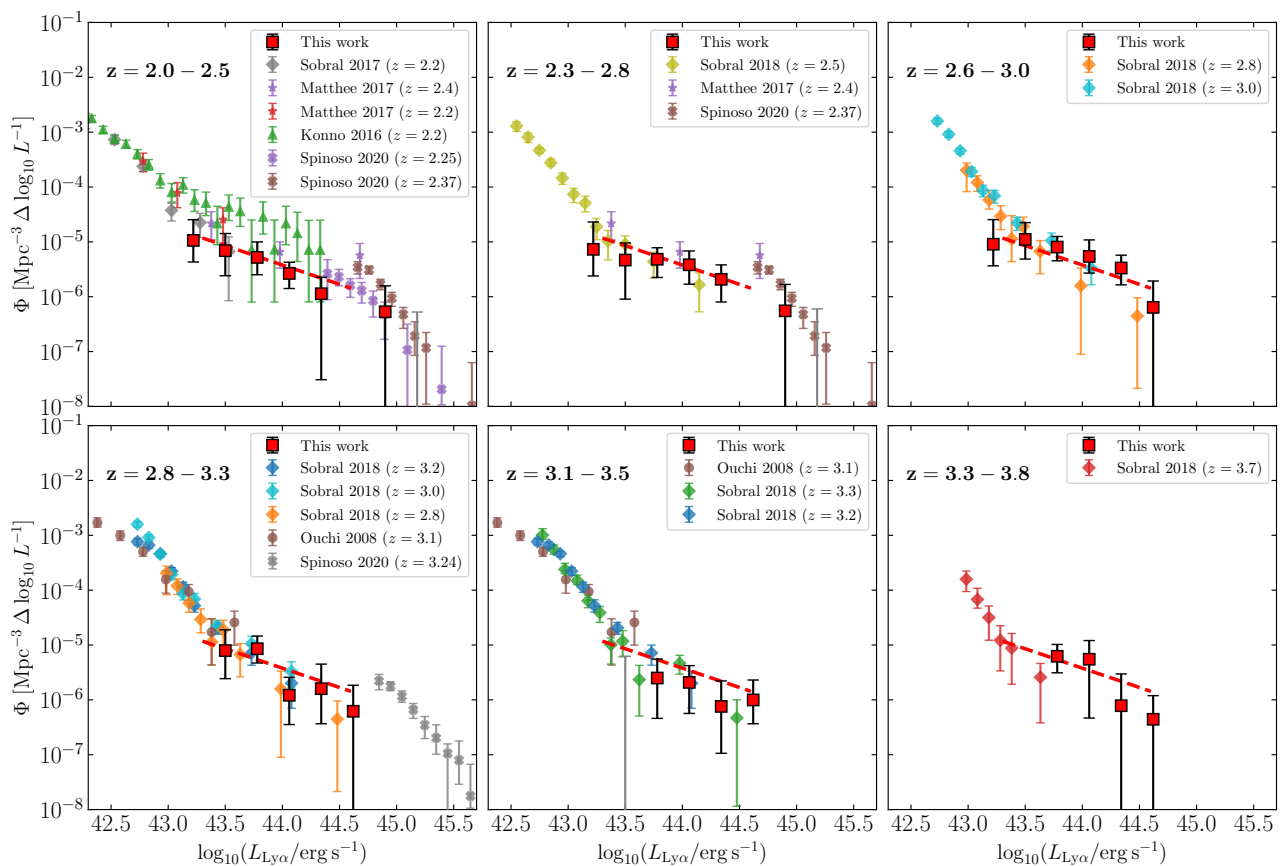 10⁻¹
10⁻²
10⁻³
10⁻⁴
10⁻⁵
10⁻⁶
10⁻⁷
10⁻⁸
Φ [Mpc⁻³ Δ log₁₀ L⁻¹]
z = 2.0 − 2.5
This work
Sobral 2017 (z = 2.2)
Matthee 2017 (z = 2.4)
Matthee 2017 (z = 2.2)
Konno 2016 (z = 2.2)
Spinoso 2020 (z = 2.25)
Spinoso 2020 (z = 2.37)
z = 2.3 − 2.8
This work
Sobral 2018 (z = 2.5)
Matthee 2017 (z = 2.4)
Spinoso 2020 (z = 2.37)
z = 2.6 − 3.0
This work
Sobral 2018 (z = 2.8)
Sobral 2018 (z = 3.0)
10⁻¹
10⁻²
10⁻³
10⁻⁴
10⁻⁵
10⁻⁶
10⁻⁷
10⁻⁸
Φ [Mpc⁻³ Δ log₁₀ L⁻¹]
z = 2.8 − 3.3
This work
Sobral 2018 (z = 3.2)
Sobral 2018 (z = 3.0)
Sobral 2018 (z = 2.8)
Ouchi 2008 (z = 3.1)
Spinoso 2020 (z = 3.24)
z = 3.1 − 3.5
This work
Ouchi 2008 (z = 3.1)
Sobral 2018 (z = 3.3)
Sobral 2018 (z = 3.2)
z = 3.3 − 3.8
This work
Sobral 2018 (z = 3.7)
42.5 43.0 43.5 44.0 44.5 45.0 45.5
42.5 43.0 43.5 44.0 44.5 45.0 45.5
42.5 43.0 43.5 44.0 44.5 45.0 45.5
log₁₀(L_Lyα/erg s⁻¹)
log₁₀(L_Lyα/erg s⁻¹)
log₁₀(L_Lyα/erg s⁻¹)